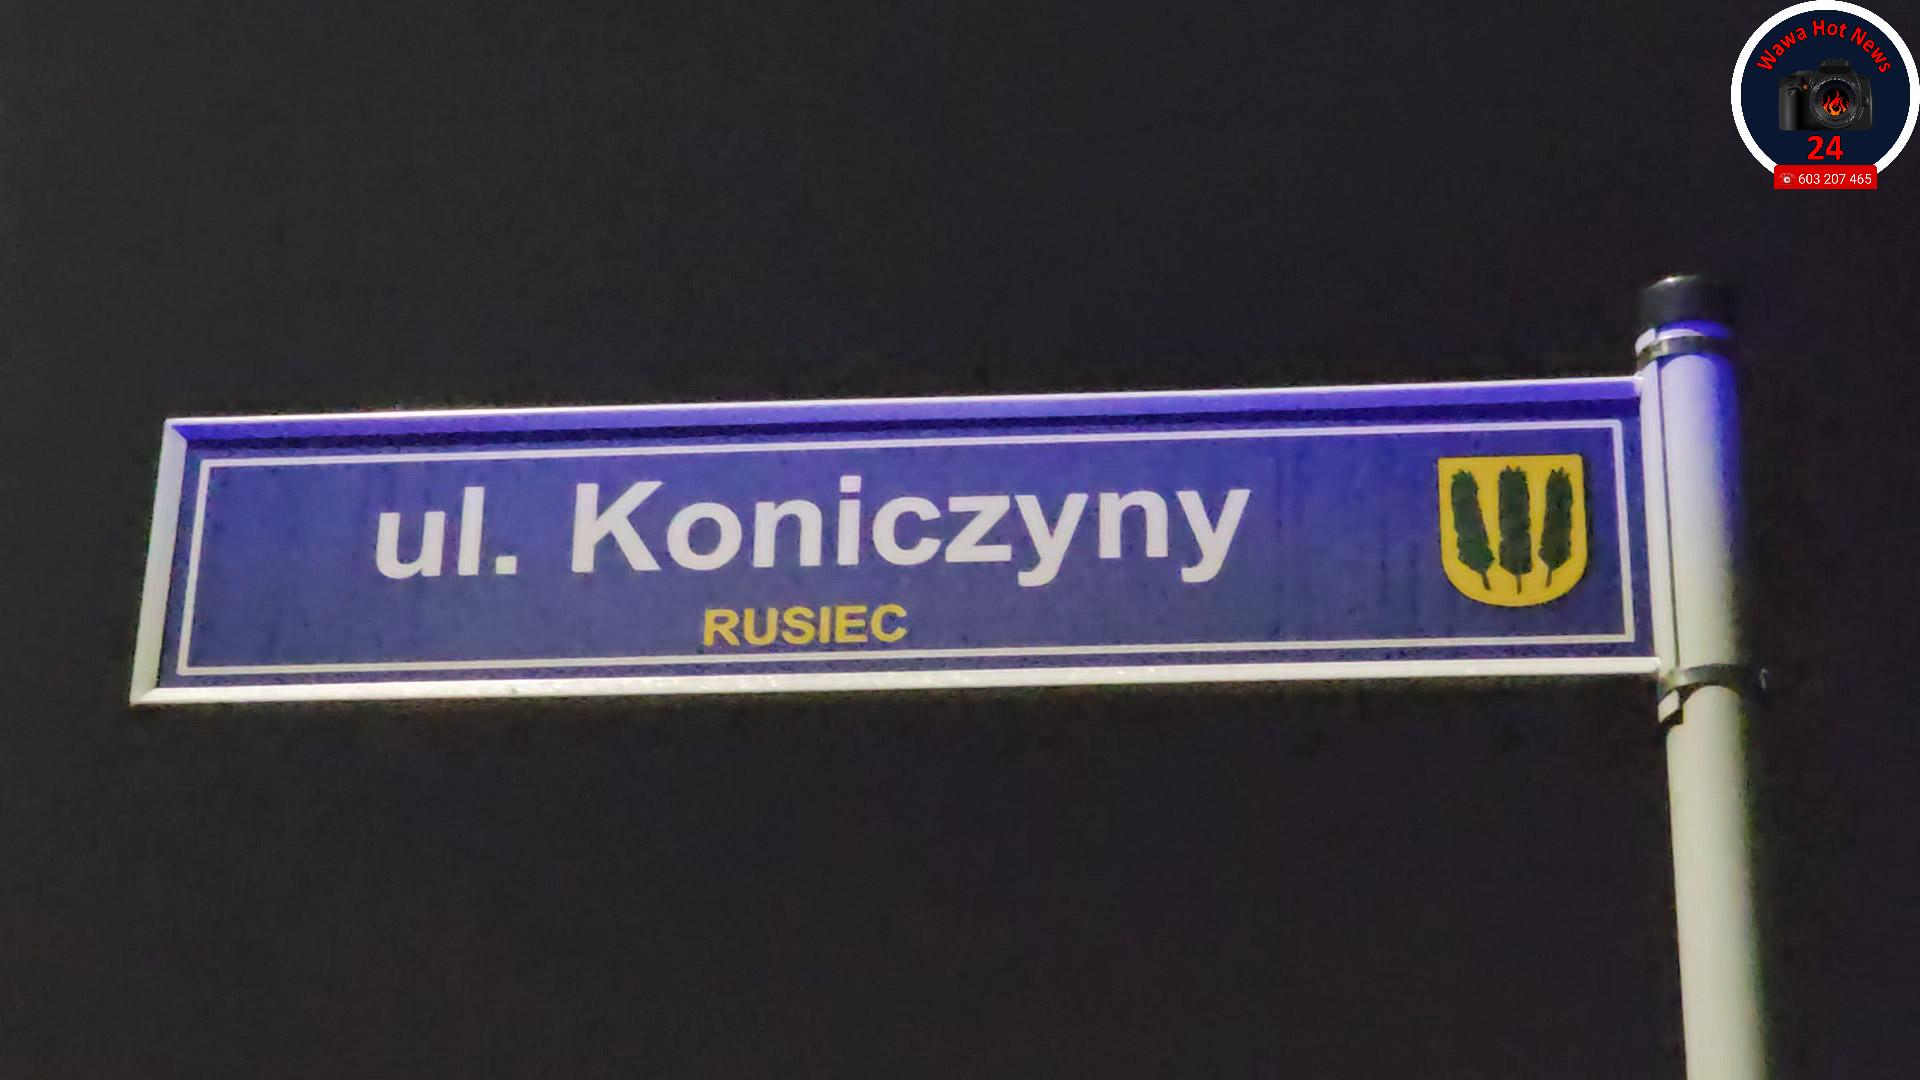 Wawa Hot News
24
☎ 603 207 465
ul. Koniczyny
RUSIEC